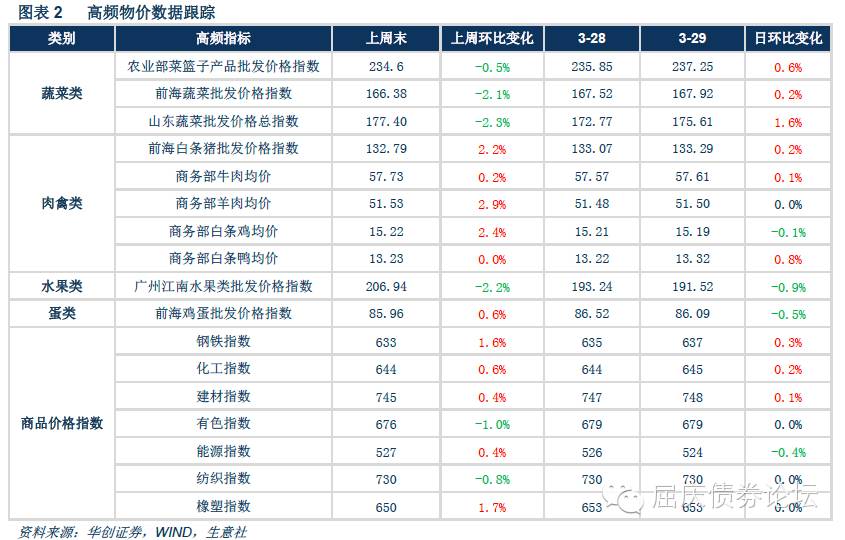 图表 2 高频物价数据跟踪
类别 高频指标 上周末 上周环比变化 3-28 3-29 日环比变化
蔬菜类
农业部菜篮子产品批发价格指数 234.6 -0.5% 235.85 237.25 0.6%
前海蔬菜批发价格指数 166.38 -2.1% 167.52 167.92 0.2%
山东蔬菜批发价格总指数 177.40 -2.3% 172.77 175.61 1.6%
肉禽类
前海白条猪批发价格指数 132.79 2.2% 133.07 133.29 0.2%
商务部牛肉均价 57.73 0.2% 57.57 57.61 0.1%
商务部羊肉均价 51.53 2.9% 51.48 51.50 0.0%
商务部白条鸡均价 15.22 2.4% 15.21 15.19 -0.1%
商务部白条鸭均价 13.23 0.0% 13.22 13.32 0.8%
水果类 广州江南水果类批发价格指数 206.94 -2.2% 193.24 191.52 -0.9%
蛋类 前海鸡蛋批发价格指数 85.96 0.6% 86.52 86.09 -0.5%
商品价格指数
钢铁指数 633 1.6% 635 637 0.3%
化工指数 644 0.6% 644 645 0.2%
建材指数 745 0.4% 747 748 0.1%
有色指数 676 -1.0% 679 679 0.0%
能源指数 527 0.4% 526 524 -0.4%
纺织指数 730 -0.8% 730 730 0.0%
橡塑指数 650 1.7% 653 653 0.0%
屈庆债券论坛
资料来源：华创证券，WIND，生意社